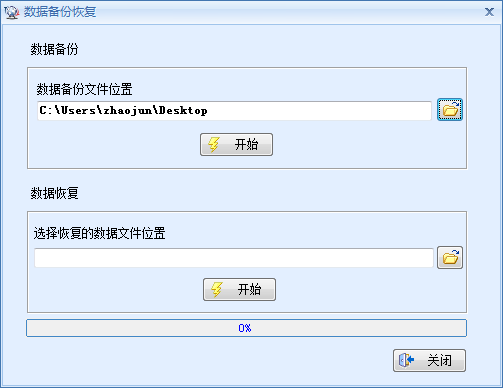 数据备份恢复
数据备份
数据备份文件位置
C:\Users\zhaojun\Desktop
开始
数据恢复
选择恢复的数据文件位置
开始
0%
关闭